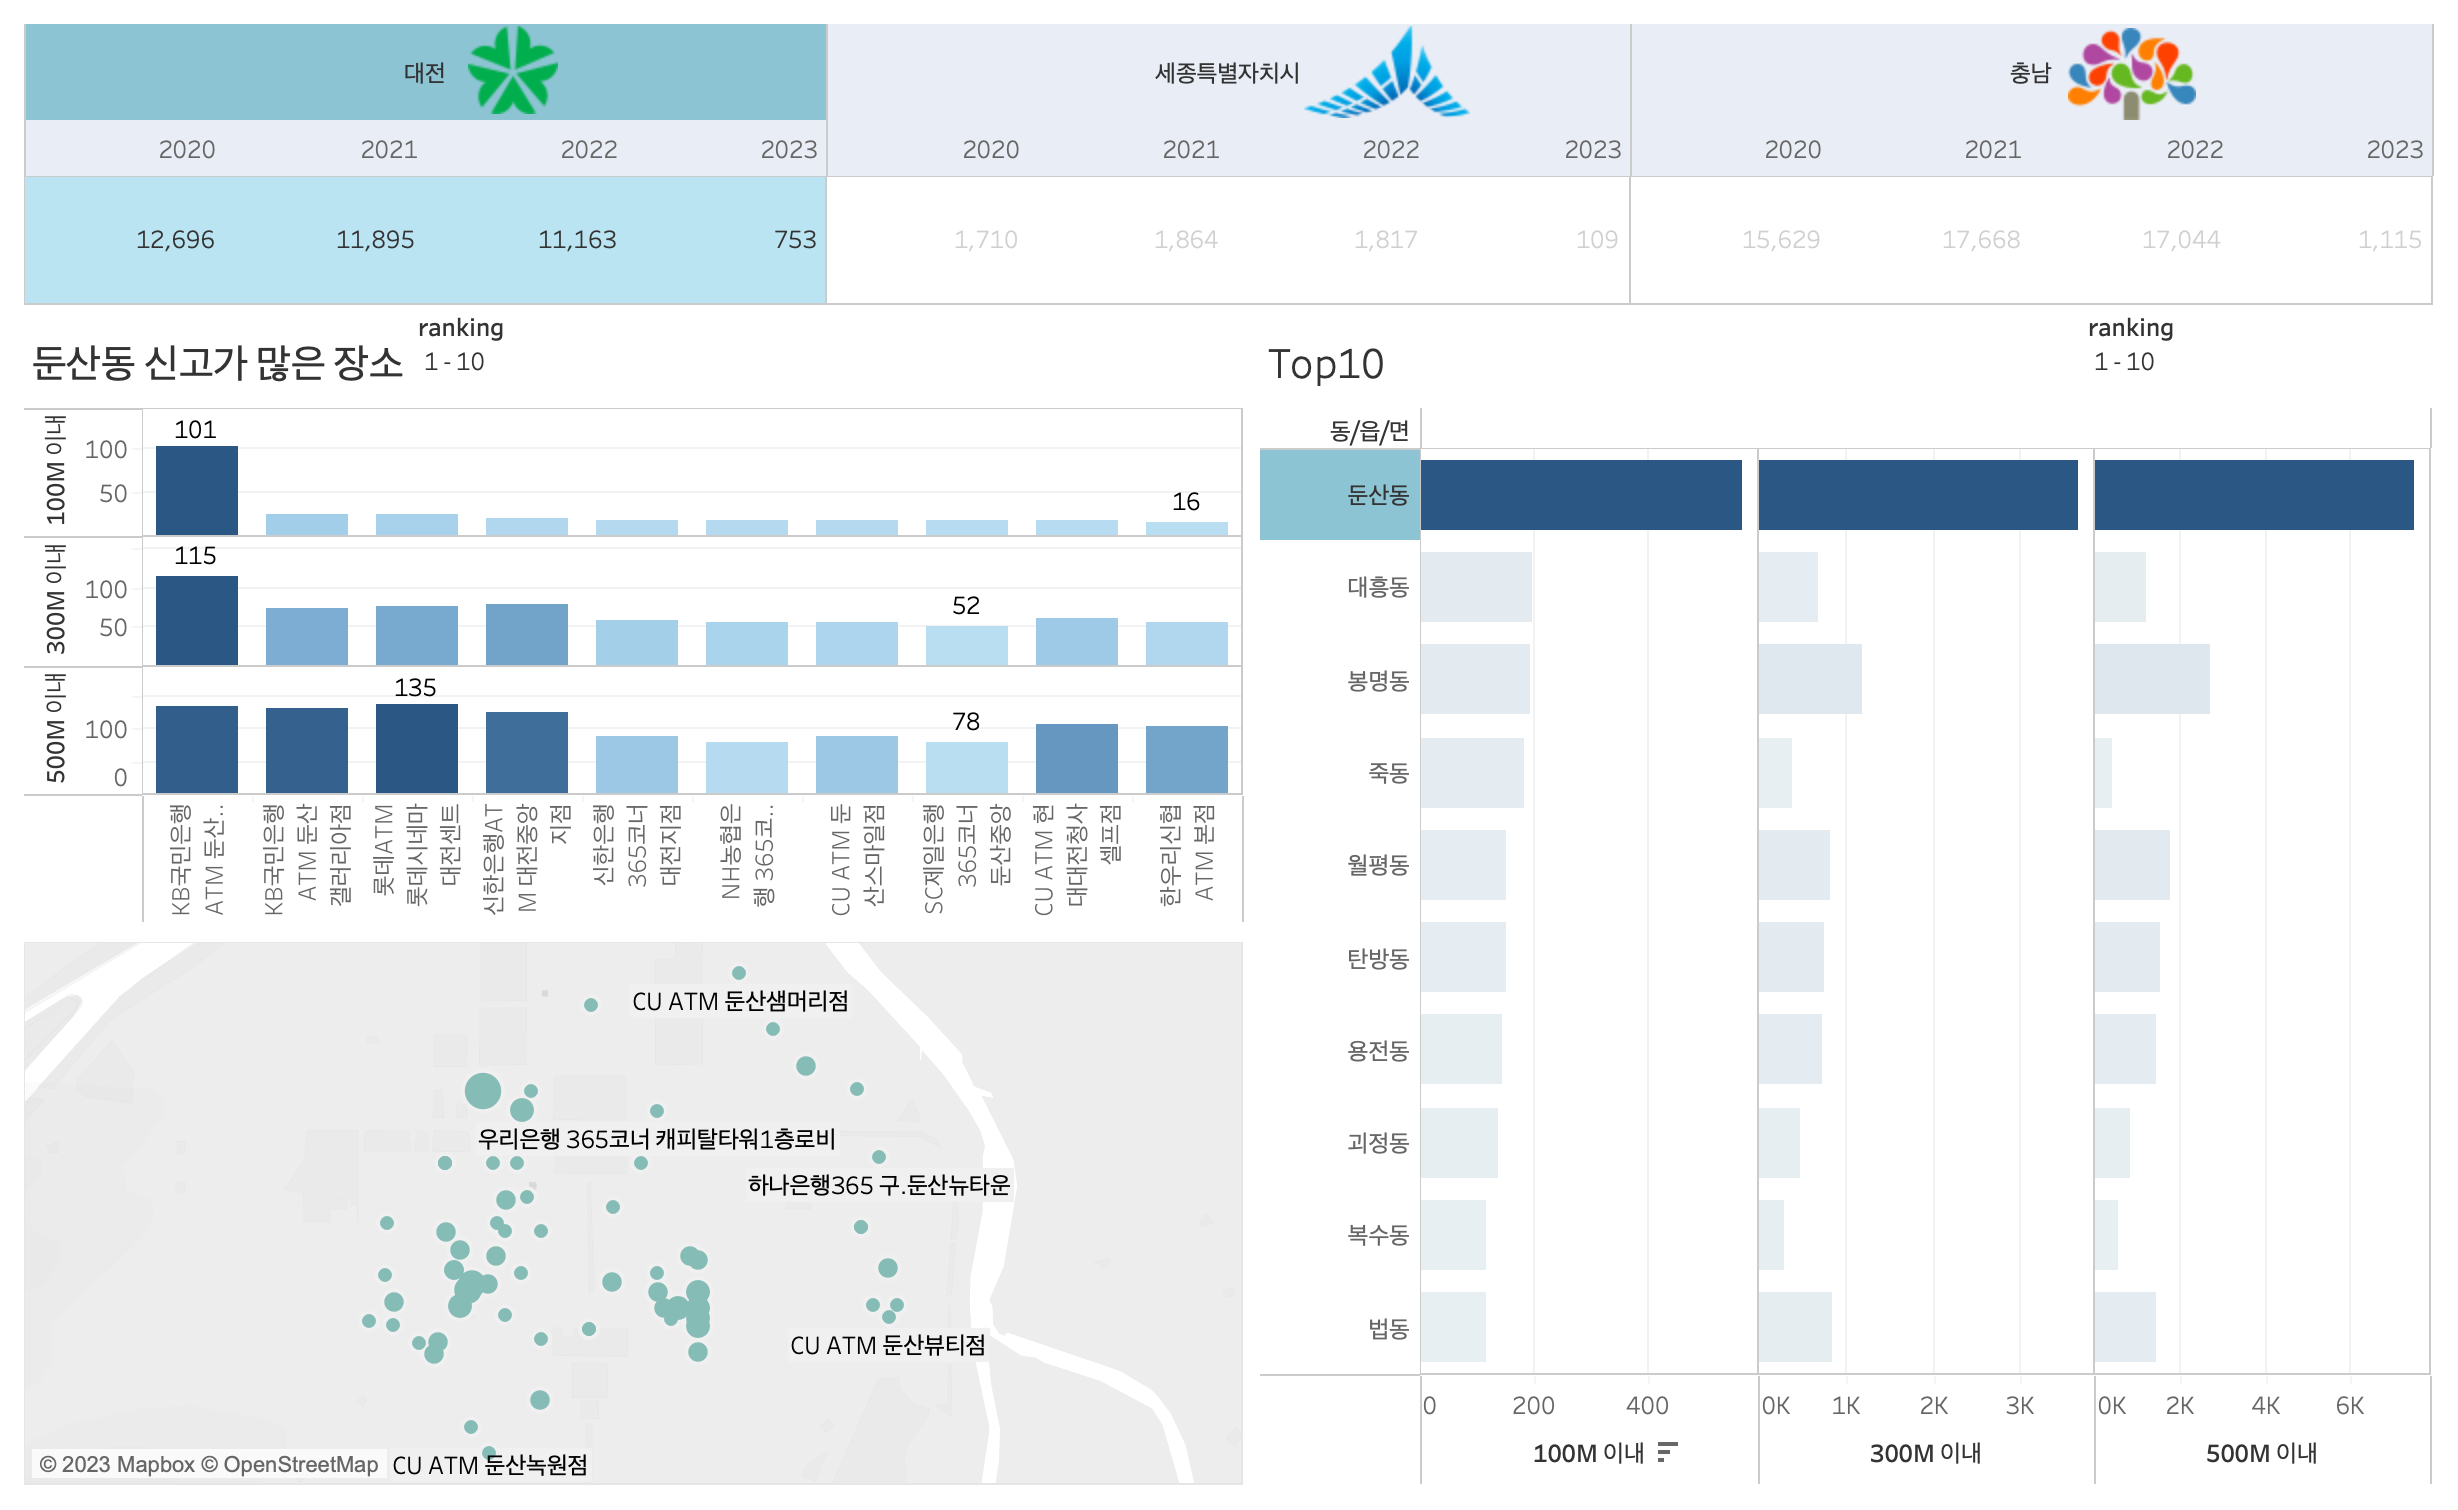 대전
세종특별자치시
충남
2020 2021 2022 2023 2020 2021 2022 2023 2020 2021 2022 2023
12,696 11,895 11,163 753 1,710 1,864 1,817 109 15,629 17,668 17,044 1,115
둔산동 신고가 많은 장소
ranking
1 - 10
100M 이내
100
50
101
16
300M 이내
100
50
115
52
500M 이내
100
0
135
78
KB국민은행
ATM 둔산..
KB국민은행
ATM 둔산
갤러리아점
롯데ATM
롯데시네마
대전센트
신한은행AT
M 대전중앙
지점
신한은행
365코너
대전지점
NH농협은
행 365코..
CU ATM 둔
산스마일점
SC제일은행
365코너
둔산중앙
CU ATM 현
대대전청사
셀프점
한우리신협
ATM 본점
CU ATM 둔산샘머리점
우리은행 365코너 캐피탈타워1층로비
하나은행365 구.둔산뉴타운
CU ATM 둔산뷰티점
CU ATM 둔산녹원점
© 2023 Mapbox © OpenStreetMap
Top10
ranking
1 - 10
동/읍/면
둔산동
대흥동
봉명동
죽동
월평동
탄방동
용전동
괴정동
복수동
법동
0 200 400 0K 1K 2K 3K 0K 2K 4K 6K
100M 이내 300M 이내 500M 이내